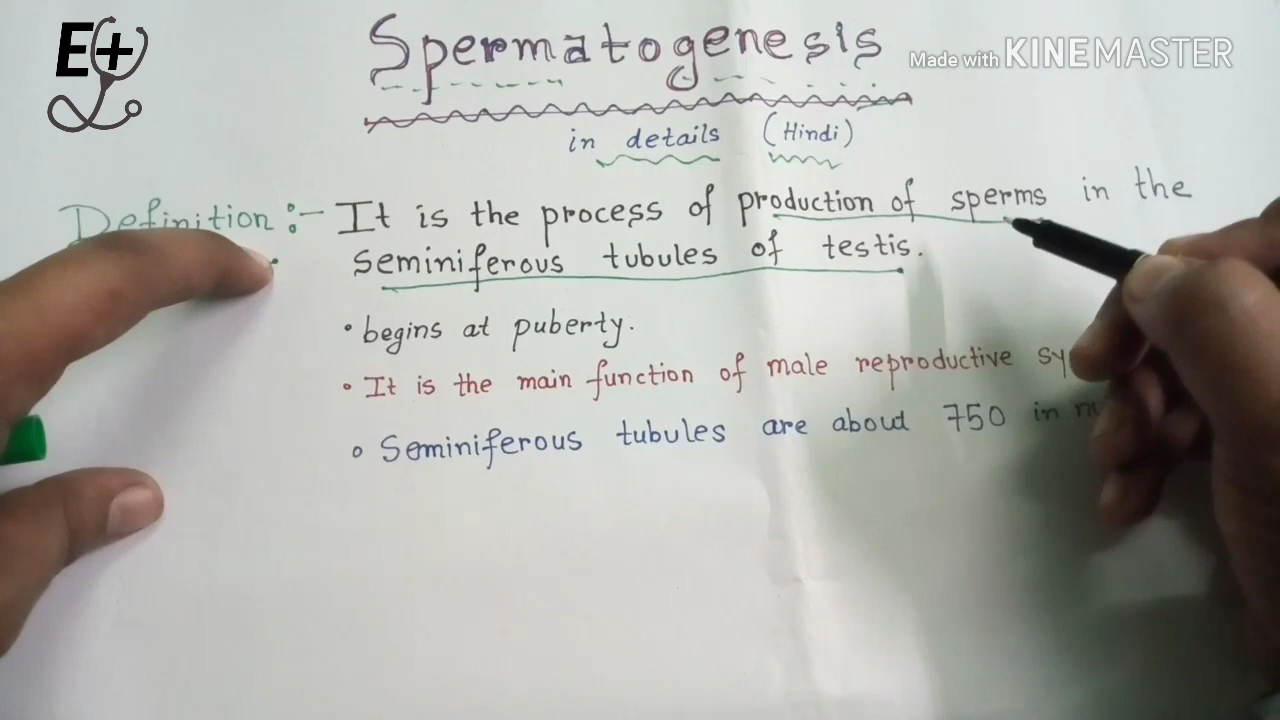 E+
Spermatogenesis
Made with KINEMASTER
in details (Hindi)
Definition :- It is the process of production of sperms in the
seminiferous tubules of testis.
• begins at puberty.
• It is the main function of male reproductive
• Seminiferous tubules are about 750 in